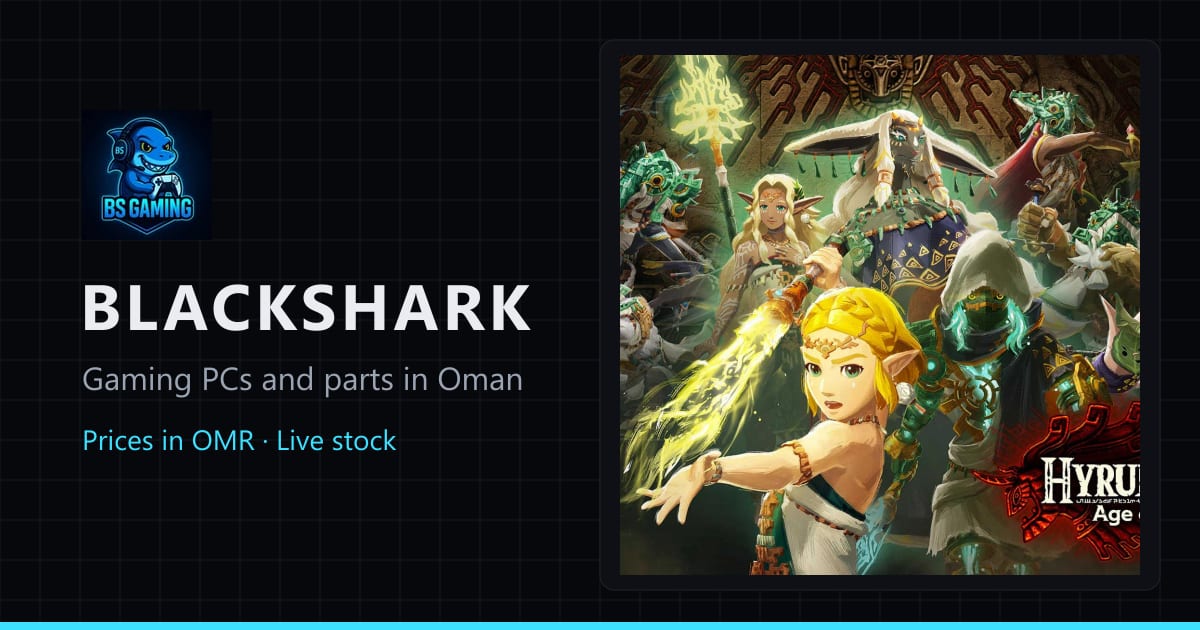 BS
BS GAMING
BLACKSHARK
Gaming PCs and parts in Oman
Prices in OMR · Live stock
HYRU
Age